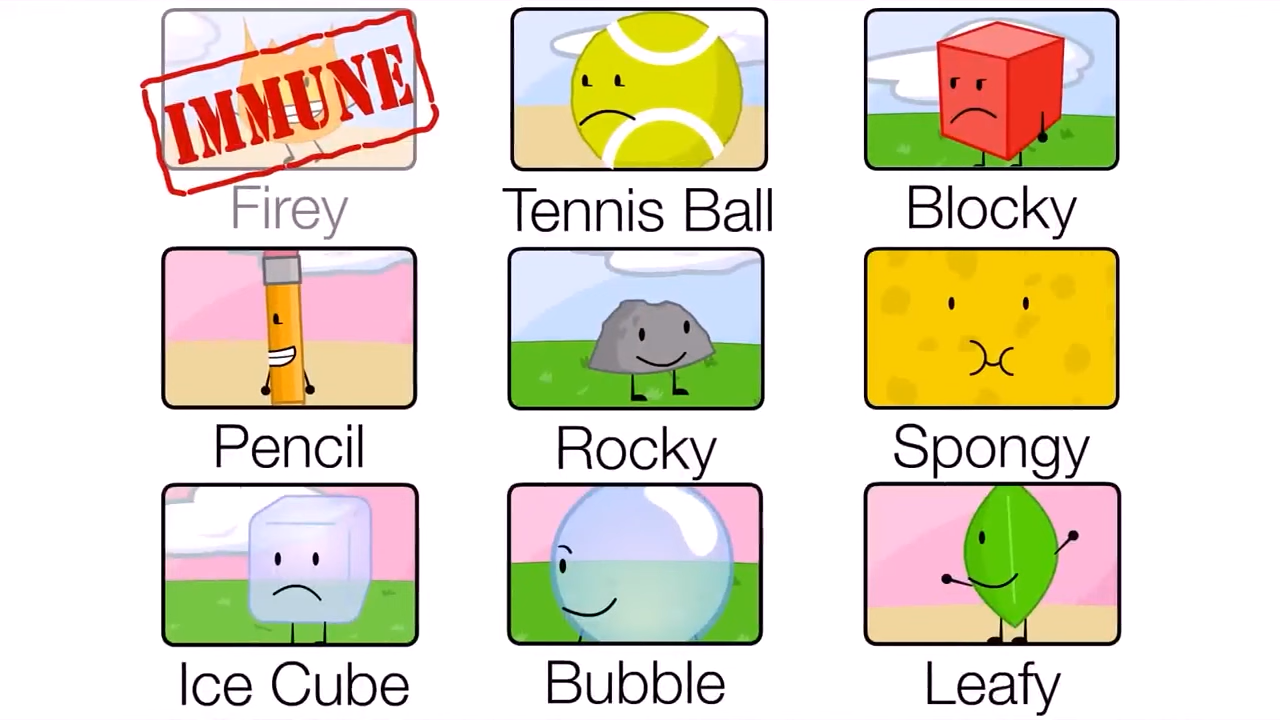 IMMUNE
Firey
Tennis Ball
Blocky
Pencil
Rocky
Spongy
Ice Cube
Bubble
Leafy